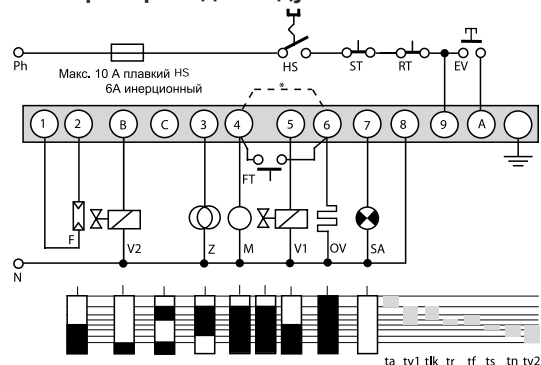 Ph
Макс. 10 А плавкий HS
6А инерционный
HS
ST
RT
EV
*
1 2 B C 3 4 5 6 7 8 9 A
FT
F
V2
Z
M
V1
OV
SA
N
ta tv1 tlk tr tf ts tn tv2